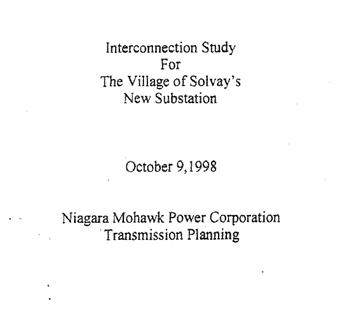 Interconnection Study
For
The Village of Solvay's
New Substation
October 9,1998
Niagara Mohawk Power Corporation
Transmission Planning